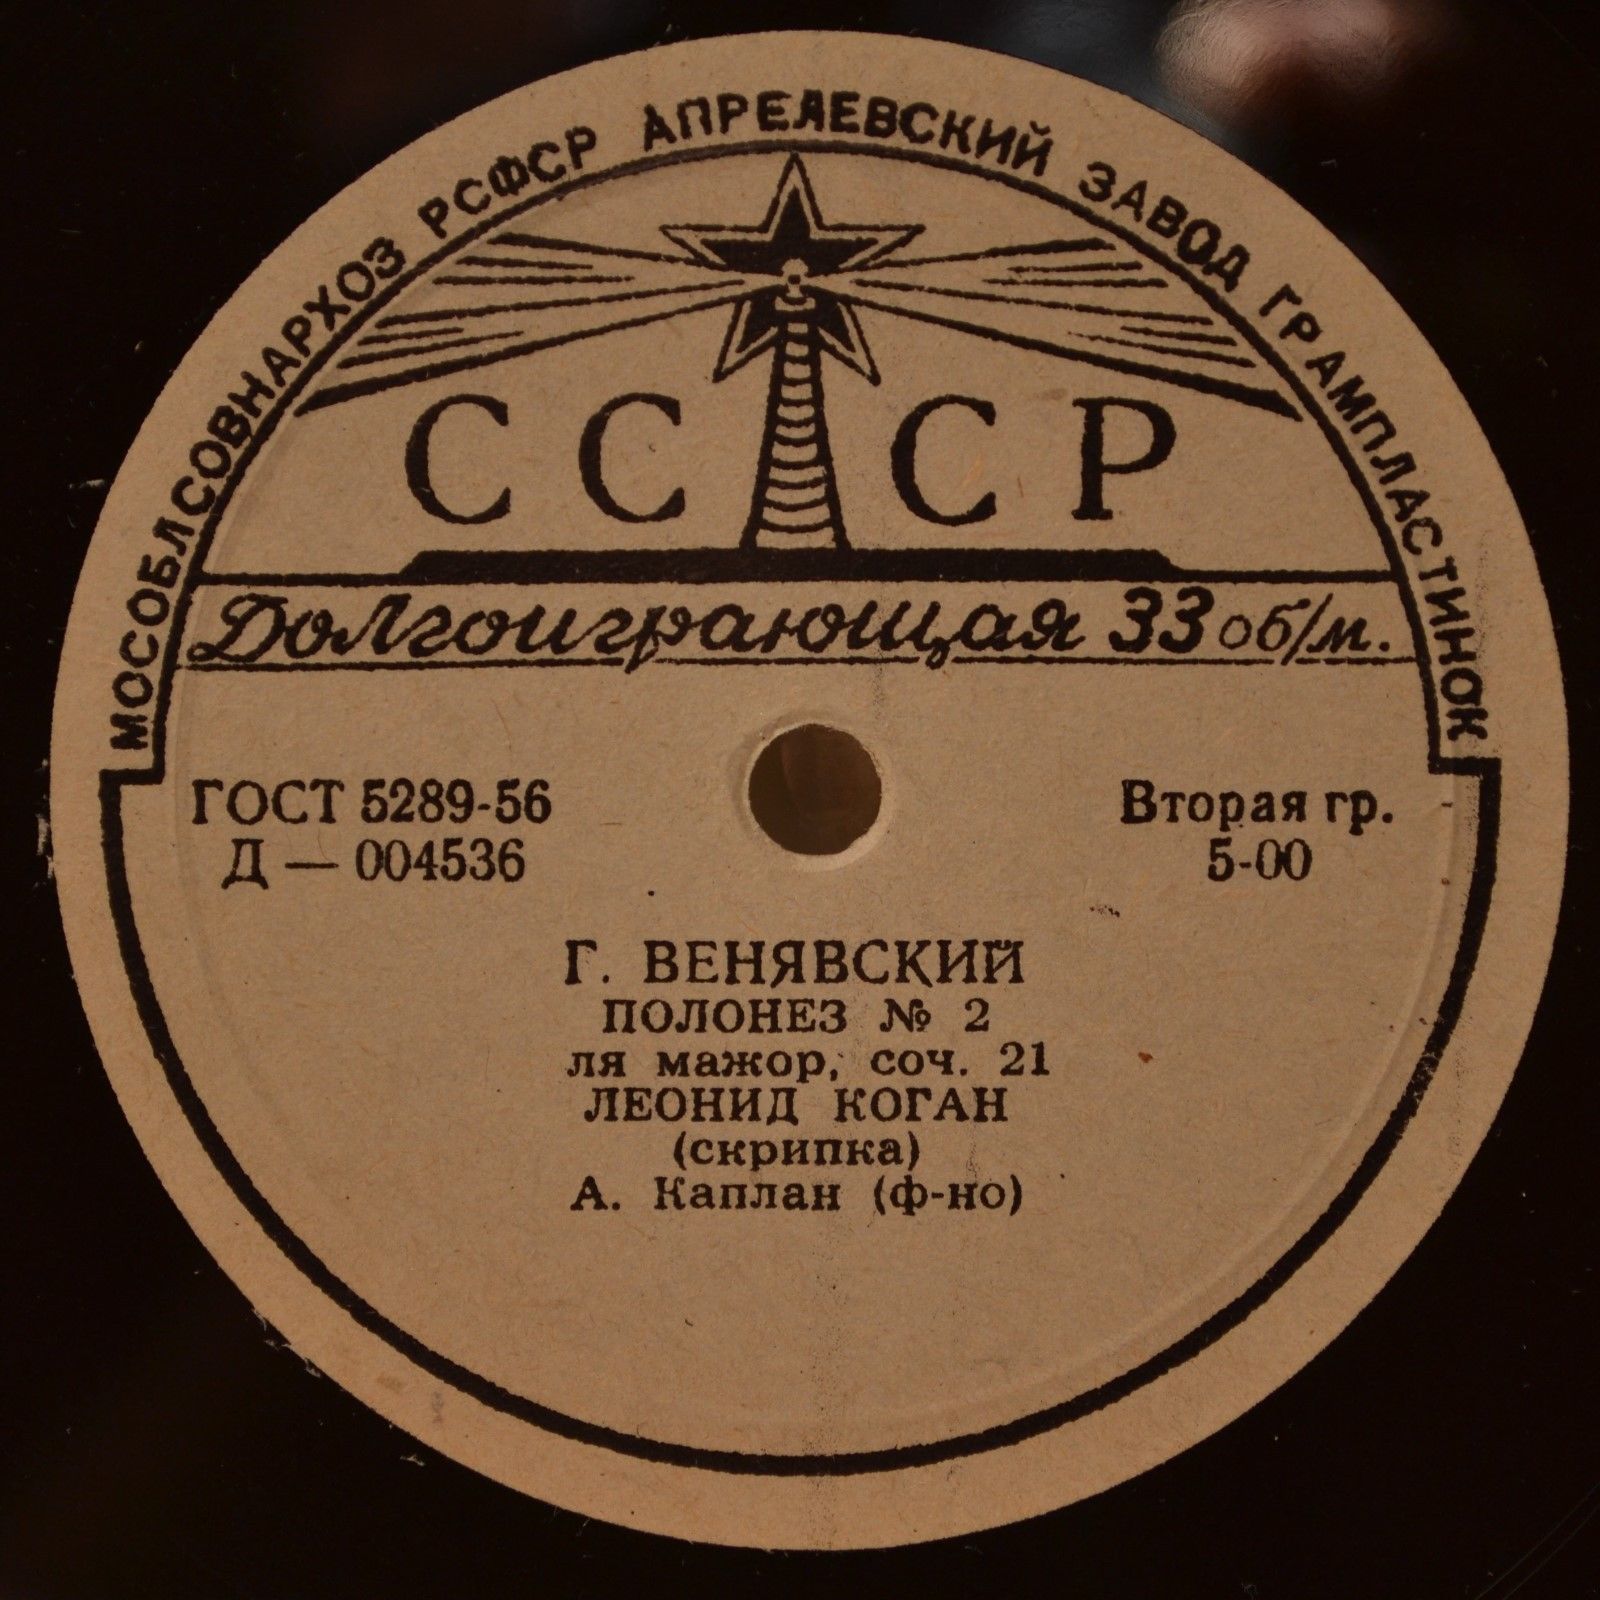 МОСОБЛСОВНАРХОЗ РСФСР АПРЕЛЕВСКИЙ ЗАВОД ГРАМПЛАСТИНОК
СССР
Долгоиграющая 33 об/м.
ГОСТ 5289-56
Д — 004536
Вторая гр.
5-00
Г. ВЕНЯВСКИЙ
ПОЛОНЕЗ № 2
ля мажор, соч. 21
ЛЕОНИД КОГАН
(скрипка)
А. Каплан (ф-но)